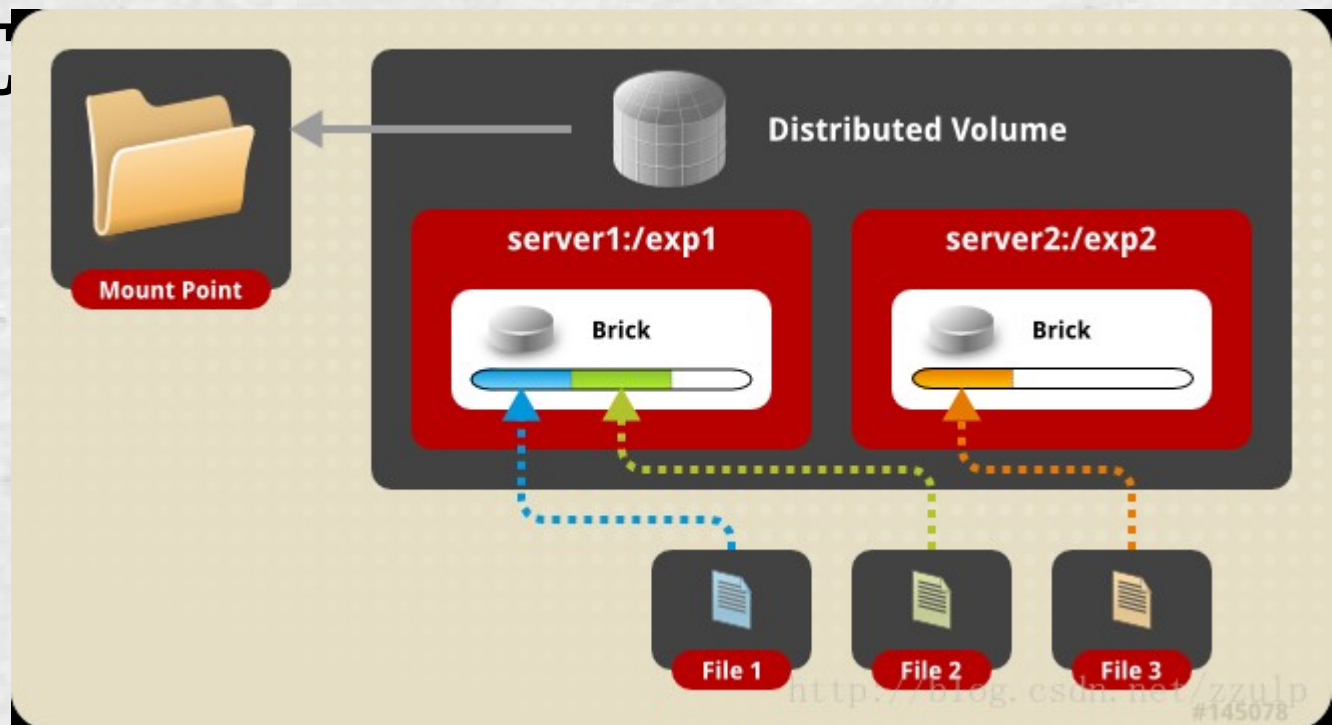 Distributed Volume
server1:/exp1
server2:/exp2
Mount Point
Brick
Brick
File 1
File 2
File 3
http://blog.csdn.net/zzulp
#145078